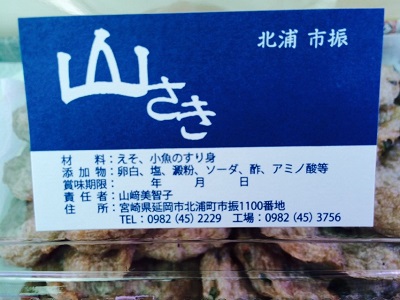 北浦 市振
山さき
材　　料：えそ、小魚のすり身
添 加 物：卵白、塩、澱粉、ソーダ、酢、アミノ酸等
賞味期限：　　　年　　　月　　　日
責 任 者：山﨑美智子
住　　所：宮崎県延岡市北浦町市振1100番地
TEL：0982 (45) 2229　工場：0982 (45) 3756